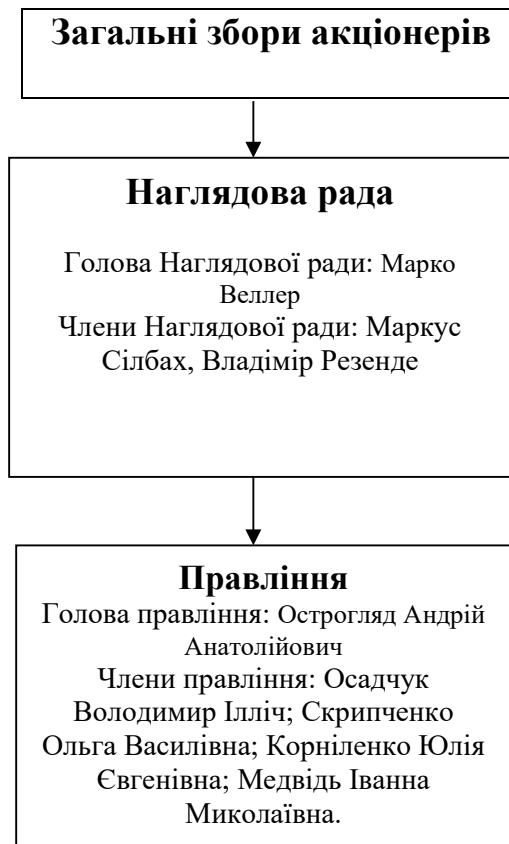 Загальні збори акціонерів
Наглядова рада
Голова Наглядової ради: Марко
Веллер
Члени Наглядової ради: Маркус
Сілбах, Владімір Резенде
Правління
Голова правління: Острогляд Андрій
Анатолійович
Члени правління: Осадчук
Володимир Ілліч; Скрипченко
Ольга Василівна; Корніленко Юлія
Євгенівна; Медвідь Іванна
Миколаївна.